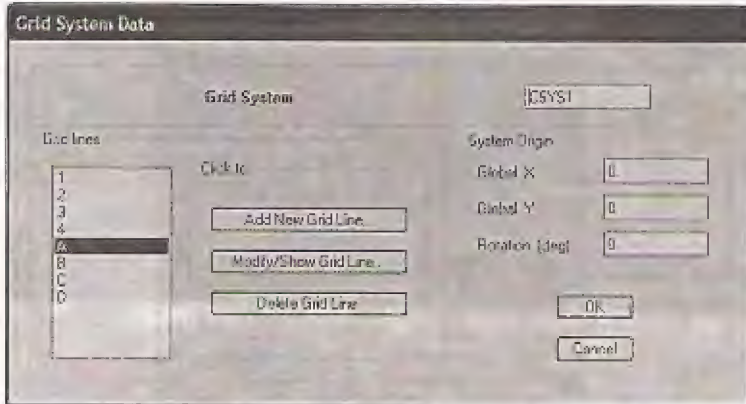 Grid System Data
Grid System
CSYS1
Grid lines
1
2
3
4
A
B
C
D
Click to
Add New Grid Line...
Modify/Show Grid Line...
Delete Grid Line
System Origin
Global X
0.
Global Y
0.
Rotation (deg)
0.
OK
Cancel